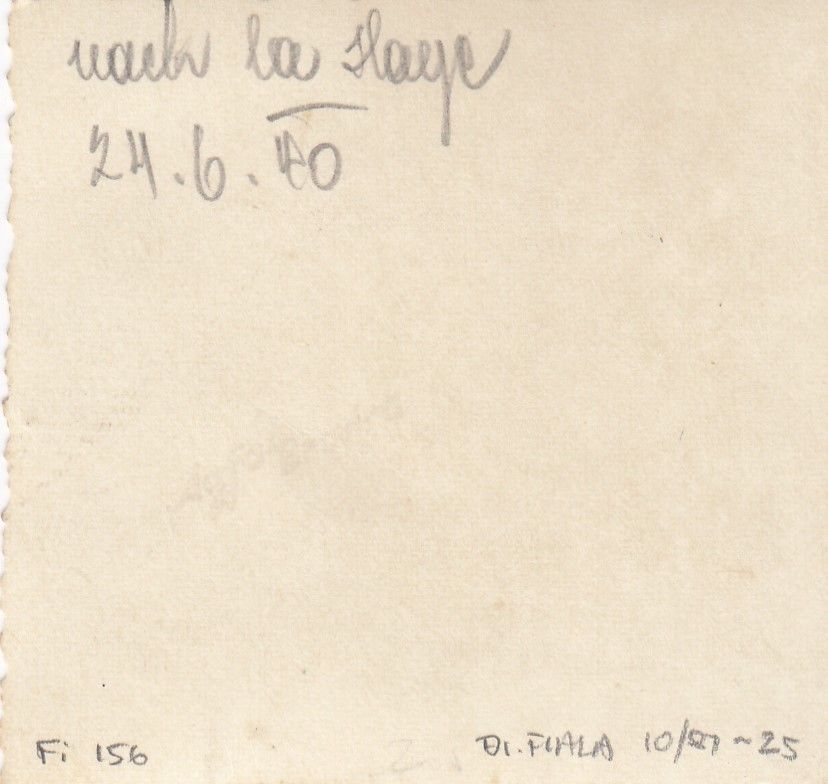 nach La Haye
24.6.40
Fi 156
DI. FIALA 10/87-25